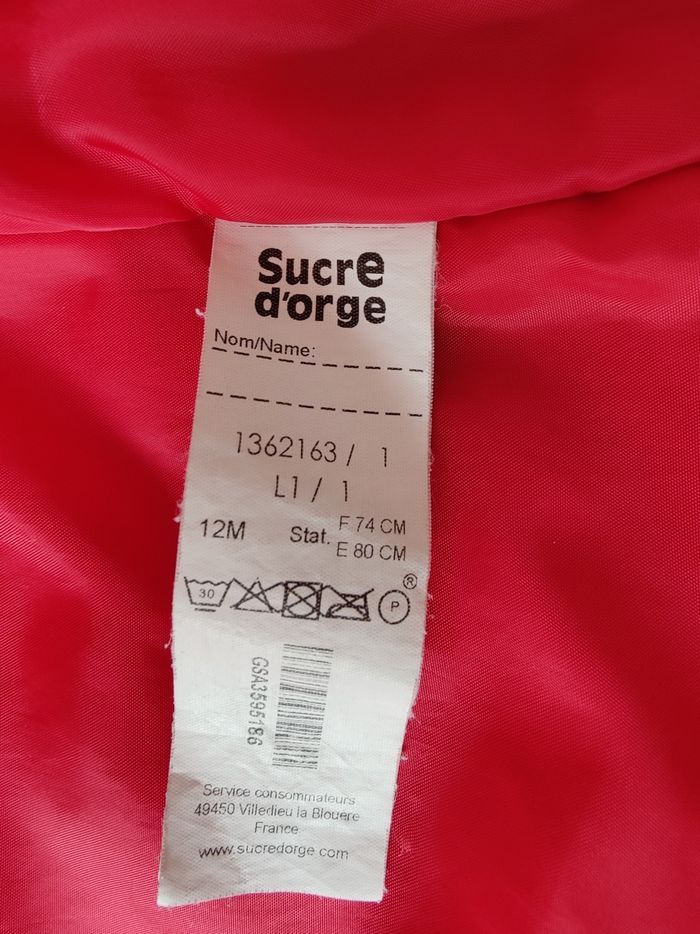 Sucre
d'orge
Nom/Name:
1362163 / 1
L1 / 1
12M Stat. F 74 CM
E 80 CM
30 P ®
GSA3595186
Service consommateurs
49450 Villedieu la Blouere
France
www.sucredorge.com